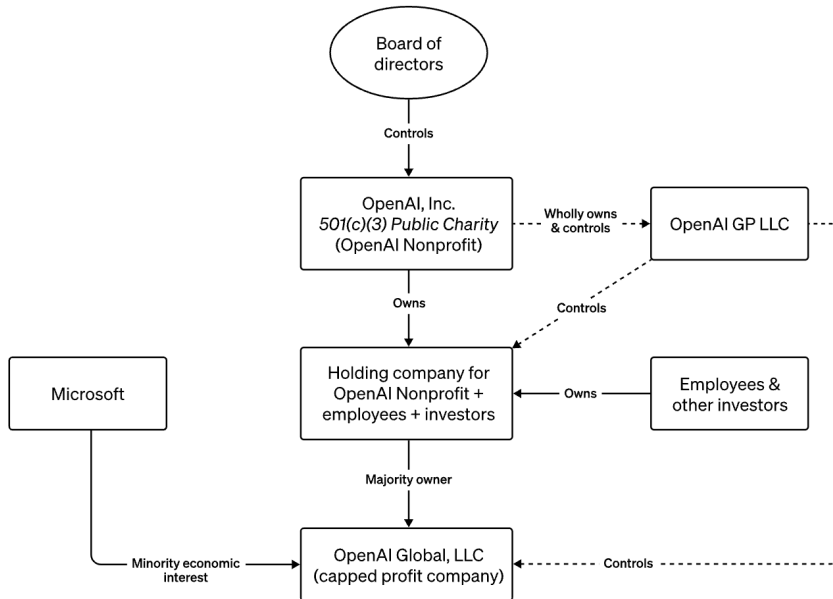 Board of
directors
Controls
OpenAI, Inc.
501(c)(3) Public Charity
(OpenAI Nonprofit)
Wholly owns
& controls
OpenAI GP LLC
Owns
Controls
Microsoft
Holding company for
OpenAI Nonprofit +
employees + investors
Owns
Employees &
other investors
Majority owner
Minority economic
interest
OpenAI Global, LLC
(capped profit company)
Controls